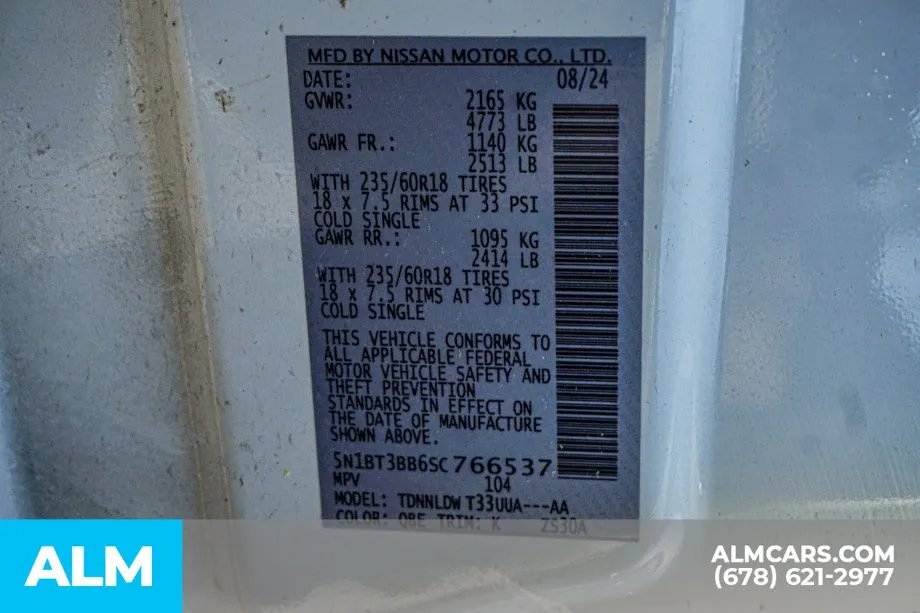 MFD BY NISSAN MOTOR CO., LTD.
DATE: 08/24
GVWR: 2165 KG
4773 LB
GAWR FR.: 1140 KG
2513 LB
WITH 235/60R18 TIRES
18 x 7.5 RIMS AT 33 PSI
COLD SINGLE
GAWR RR.: 1095 KG
2414 LB
WITH 235/60R18 TIRES
18 x 7.5 RIMS AT 30 PSI
COLD SINGLE
THIS VEHICLE CONFORMS TO
ALL APPLICABLE FEDERAL
MOTOR VEHICLE SAFETY AND
THEFT PREVENTION
STANDARDS IN EFFECT ON
THE DATE OF MANUFACTURE
SHOWN ABOVE.
5N1BT3BB6SC766537
MPV 104
MODEL: TDNNLDW T33UUA---AA
COLOR: QBE TRIM: K ZS30A
ALM
ALMCARS.COM
(678) 621-2977